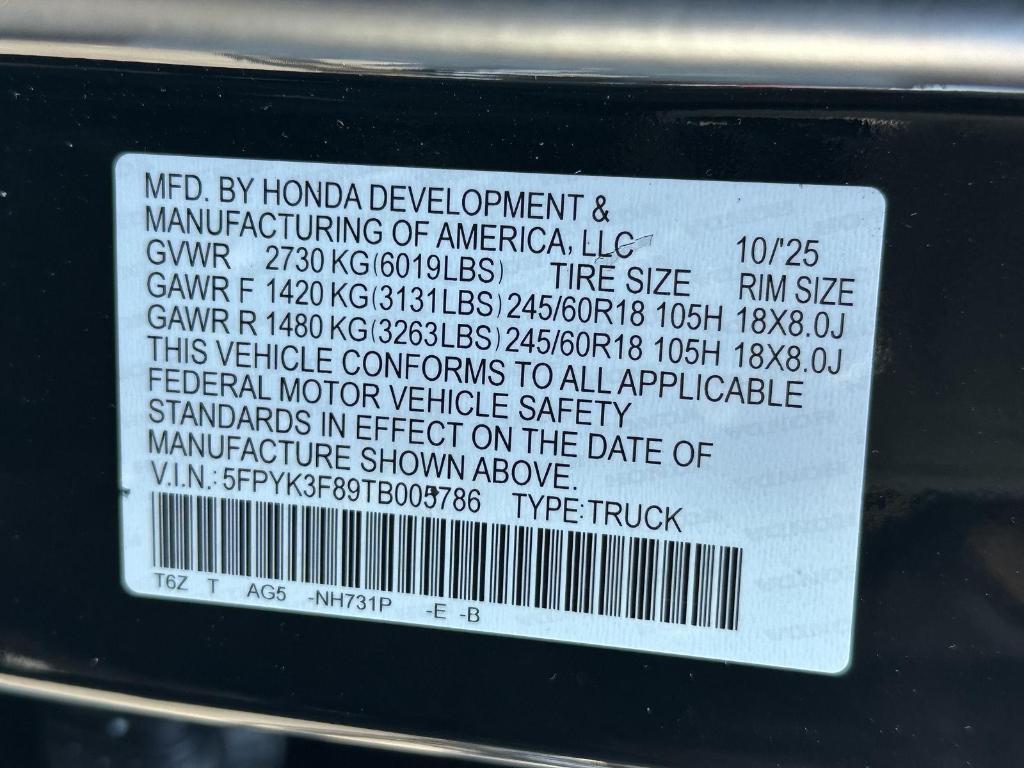 MFD. BY HONDA DEVELOPMENT &
MANUFACTURING OF AMERICA, LLC 10/'25
GVWR 2730 KG(6019LBS) TIRE SIZE RIM SIZE
GAWR F 1420 KG(3131LBS) 245/60R18 105H 18X8.0J
GAWR R 1480 KG(3263LBS) 245/60R18 105H 18X8.0J
THIS VEHICLE CONFORMS TO ALL APPLICABLE
FEDERAL MOTOR VEHICLE SAFETY
STANDARDS IN EFFECT ON THE DATE OF
MANUFACTURE SHOWN ABOVE.
V.I.N.: 5FPYK3F89TB005786 TYPE:TRUCK
T6Z T AG5 -NH731P -E -B